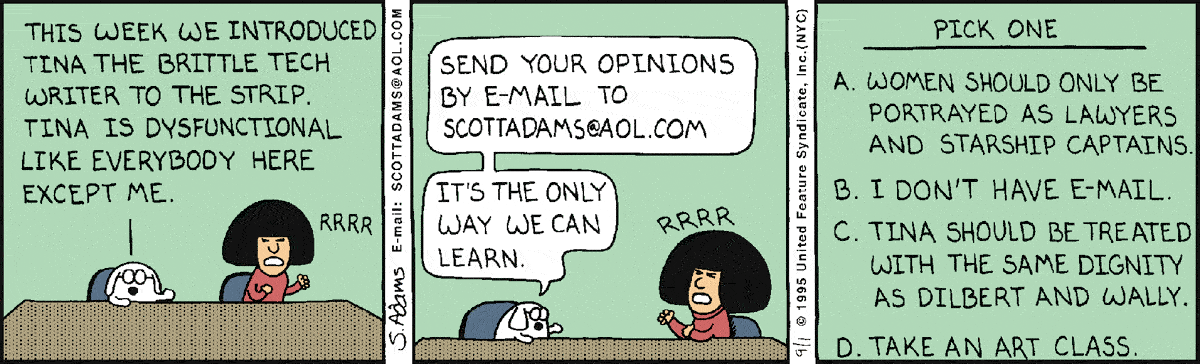 THIS WEEK WE INTRODUCED
TINA THE BRITTLE TECH
WRITER TO THE STRIP.
TINA IS DYSFUNCTIONAL
LIKE EVERYBODY HERE
EXCEPT ME.
RRRR
S. Adams E-mail: SCOTTADAMS@AOL.COM
SEND YOUR OPINIONS
BY E-MAIL TO
SCOTTADAMS@AOL.COM
IT'S THE ONLY
WAY WE CAN
LEARN.
RRRR
9/1 © 1995 United Feature Syndicate, Inc.(NYC)
PICK ONE
A. WOMEN SHOULD ONLY BE
PORTRAYED AS LAWYERS
AND STARSHIP CAPTAINS.
B. I DON'T HAVE E-MAIL.
C. TINA SHOULD BE TREATED
WITH THE SAME DIGNITY
AS DILBERT AND WALLY.
D. TAKE AN ART CLASS.